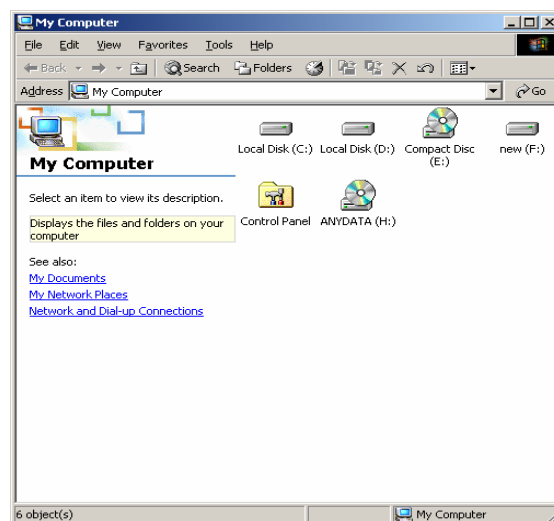 My Computer
File Edit View Favorites Tools Help
Back Search Folders
Address My Computer Go
My Computer
Select an item to view its description.
Displays the files and folders on your
computer
See also:
My Documents
My Network Places
Network and Dial-up Connections
Local Disk (C:) Local Disk (D:) Compact Disc
(E:) new (F:)
Control Panel ANYDATA (H:)
6 object(s) My Computer